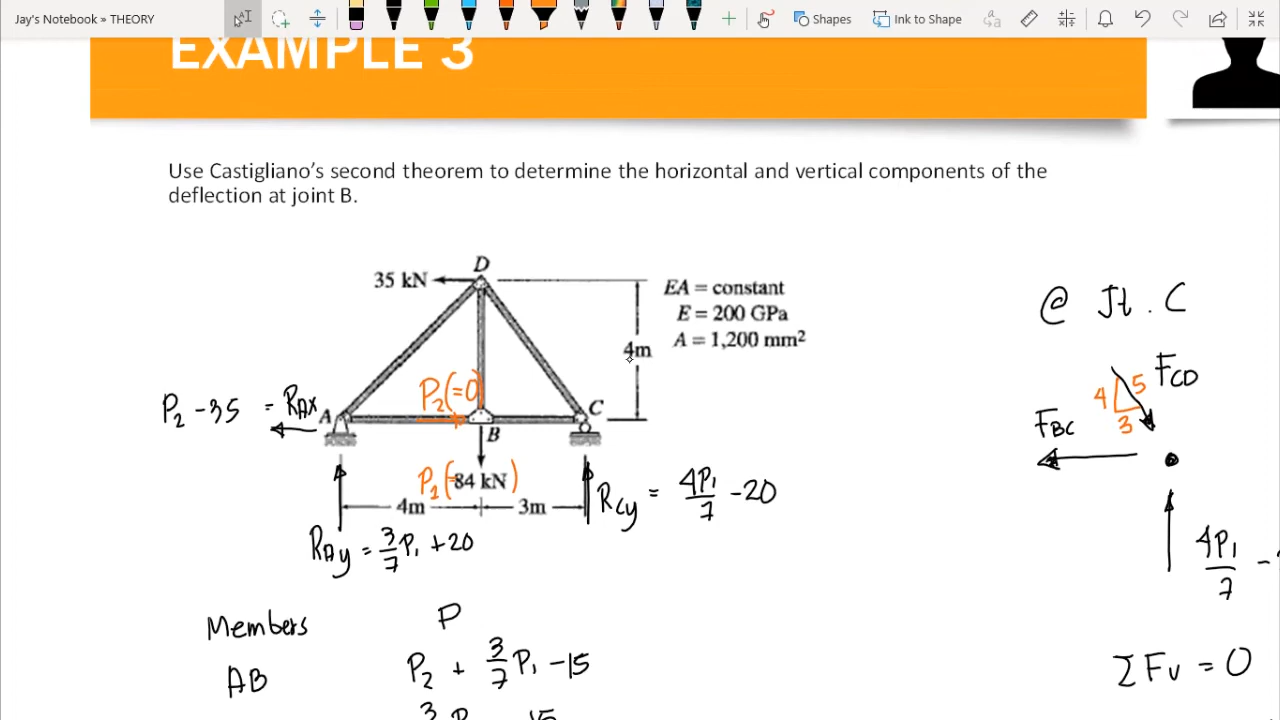 Jay's Notebook » THEORY
Shapes
Ink to Shape
EXAMPLE 3
Use Castigliano's second theorem to determine the horizontal and vertical components of the
deflection at joint B.
D
35 kN
EA = constant
E = 200 GPa
A = 1,200 mm²
4m
P₂(=0)
P₂ -35 = RAx
A
B
C
P₂(=84 kN)
4m
3m
RCy = 4P₁/7 -20
RAy = 3/7 P₁ +20
Members
P
AB
P₂ + 3/7 P₁ -15
@ Jt. C
FCD
4
5
3
FBC
4P₁/7 -
ΣFv = 0